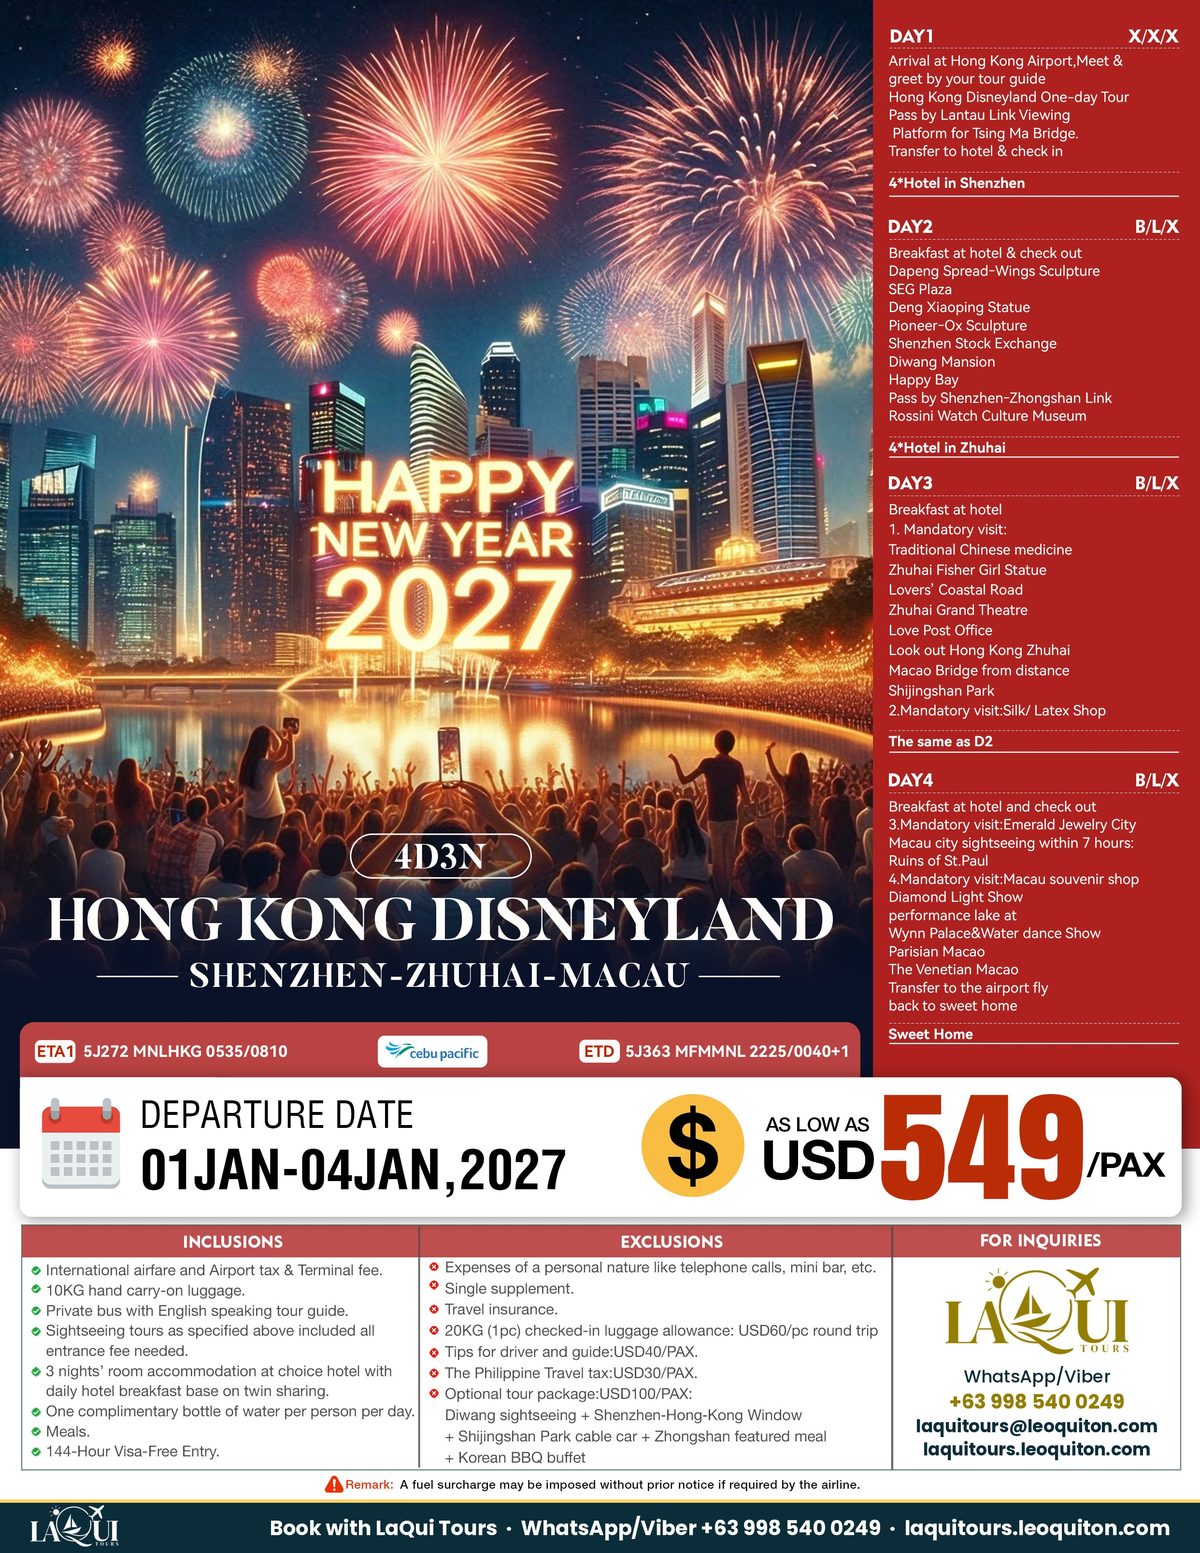 HAPPY
NEW YEAR
2027
4D3N
HONG KONG DISNEYLAND
SHENZHEN-ZHUHAI-MACAU
DAY1 X/X/X
Arrival at Hong Kong Airport,Meet &
greet by your tour guide
Hong Kong Disneyland One-day Tour
Pass by Lantau Link Viewing
Platform for Tsing Ma Bridge.
Transfer to hotel & check in
4*Hotel in Shenzhen
DAY2 B/L/X
Breakfast at hotel & check out
Dapeng Spread-Wings Sculpture
SEG Plaza
Deng Xiaoping Statue
Pioneer-Ox Sculpture
Shenzhen Stock Exchange
Diwang Mansion
Happy Bay
Pass by Shenzhen-Zhongshan Link
Rossini Watch Culture Museum
4*Hotel in Zhuhai
DAY3 B/L/X
Breakfast at hotel
1. Mandatory visit:
Traditional Chinese medicine
Zhuhai Fisher Girl Statue
Lovers' Coastal Road
Zhuhai Grand Theatre
Love Post Office
Look out Hong Kong Zhuhai
Macao Bridge from distance
Shijingshan Park
2.Mandatory visit:Silk/ Latex Shop
The same as D2
DAY4 B/L/X
Breakfast at hotel and check out
3.Mandatory visit:Emerald Jewelry City
Macau city sightseeing within 7 hours:
Ruins of St.Paul
4.Mandatory visit:Macau souvenir shop
Diamond Light Show
performance lake at
Wynn Palace&Water dance Show
Parisian Macao
The Venetian Macao
Transfer to the airport fly
back to sweet home
Sweet Home
ETA1 5J272 MNLHKG 0535/0810
cebu pacific
ETD 5J363 MFMMNL 2225/0040+1
DEPARTURE DATE
01JAN-04JAN,2027
$
AS LOW AS
USD549/PAX
INCLUSIONS
International airfare and Airport tax & Terminal fee.
10KG hand carry-on luggage.
Private bus with English speaking tour guide.
Sightseeing tours as specified above included all
entrance fee needed.
3 nights' room accommodation at choice hotel with
daily hotel breakfast base on twin sharing.
One complimentary bottle of water per person per day.
Meals.
144-Hour Visa-Free Entry.
EXCLUSIONS
Expenses of a personal nature like telephone calls, mini bar, etc.
Single supplement.
Travel insurance.
20KG (1pc) checked-in luggage allowance: USD60/pc round trip
Tips for driver and guide:USD40/PAX.
The Philippine Travel tax:USD30/PAX.
Optional tour package:USD100/PAX:
Diwang sightseeing + Shenzhen-Hong-Kong Window
+ Shijingshan Park cable car + Zhongshan featured meal
+ Korean BBQ buffet
FOR INQUIRIES
LAQUI
TOURS
WhatsApp/Viber
+63 998 540 0249
laquitours@leoquiton.com
laquitours.leoquiton.com
Remark: A fuel surcharge may be imposed without prior notice if required by the airline.
LAQUI
TOURS
Book with LaQui Tours · WhatsApp/Viber +63 998 540 0249 · laquitours.leoquiton.com